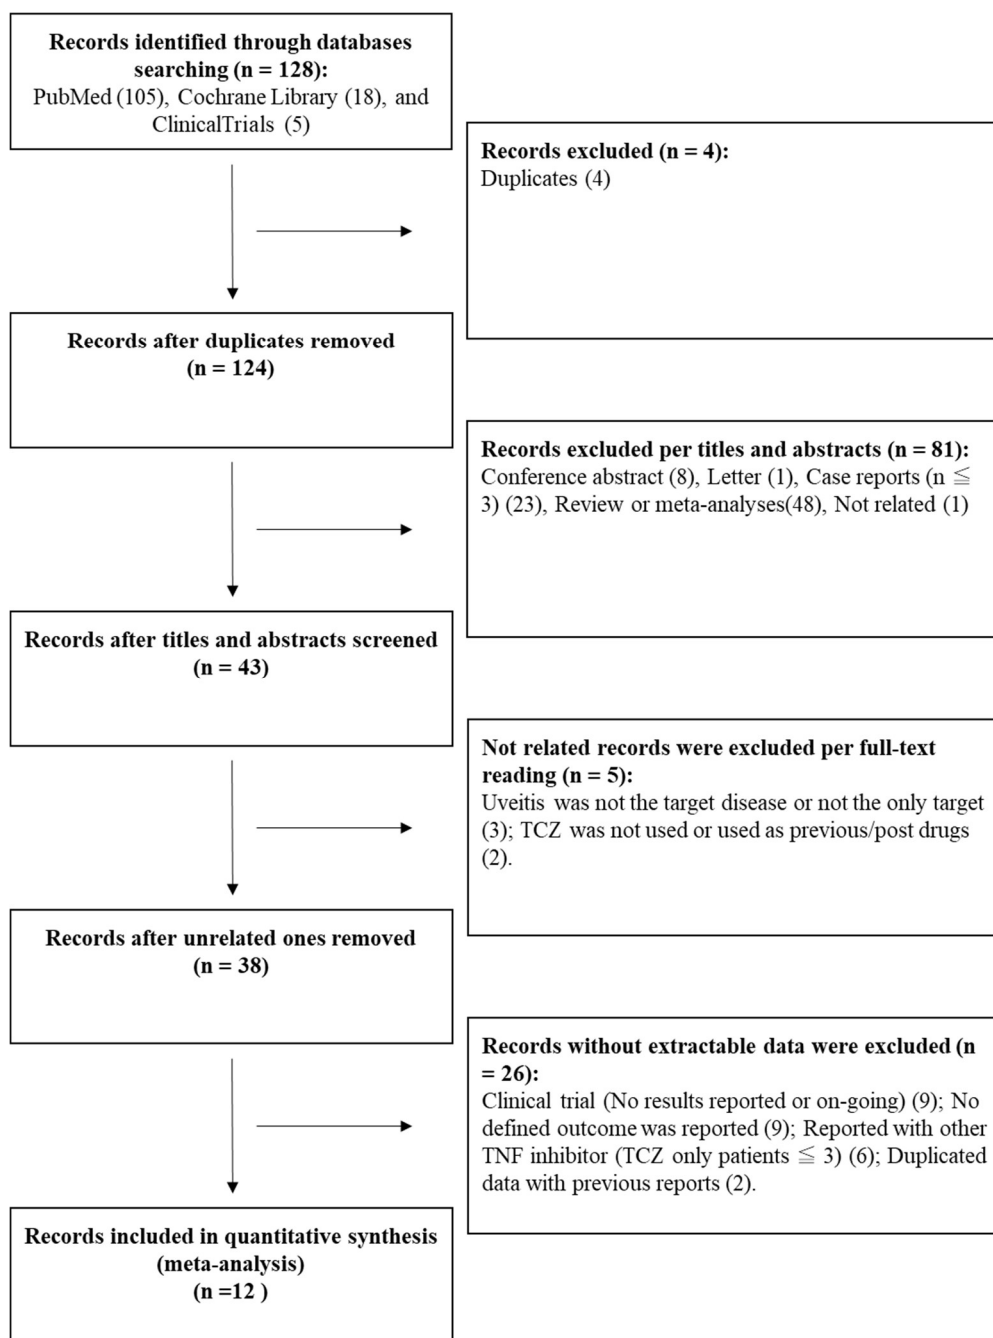 Records identified through databases
searching (n = 128):
PubMed (105), Cochrane Library (18), and
ClinicalTrials (5)
Records excluded (n = 4):
Duplicates (4)
Records after duplicates removed
(n = 124)
Records excluded per titles and abstracts (n = 81):
Conference abstract (8), Letter (1), Case reports (n ≦
3) (23), Review or meta-analyses(48), Not related (1)
Records after titles and abstracts screened
(n = 43)
Not related records were excluded per full-text
reading (n = 5):
Uveitis was not the target disease or not the only target
(3); TCZ was not used or used as previous/post drugs
(2).
Records after unrelated ones removed
(n = 38)
Records without extractable data were excluded (n
= 26):
Clinical trial (No results reported or on-going) (9); No
defined outcome was reported (9); Reported with other
TNF inhibitor (TCZ only patients ≦ 3) (6); Duplicated
data with previous reports (2).
Records included in quantitative synthesis
(meta-analysis)
(n =12 )